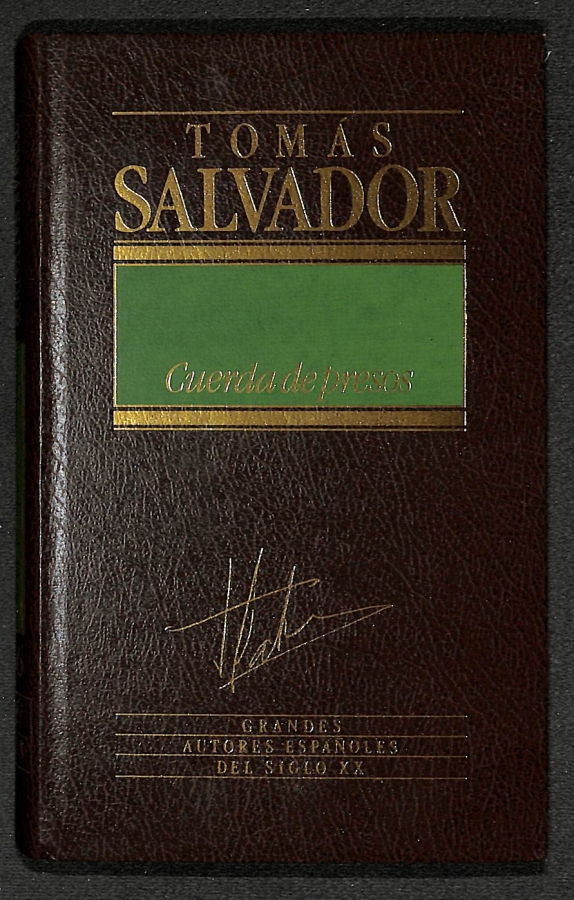 TOMÁS
SALVADOR
Cuerda de presos
GRANDES
AUTORES ESPAÑOLES
DEL SIGLO XX